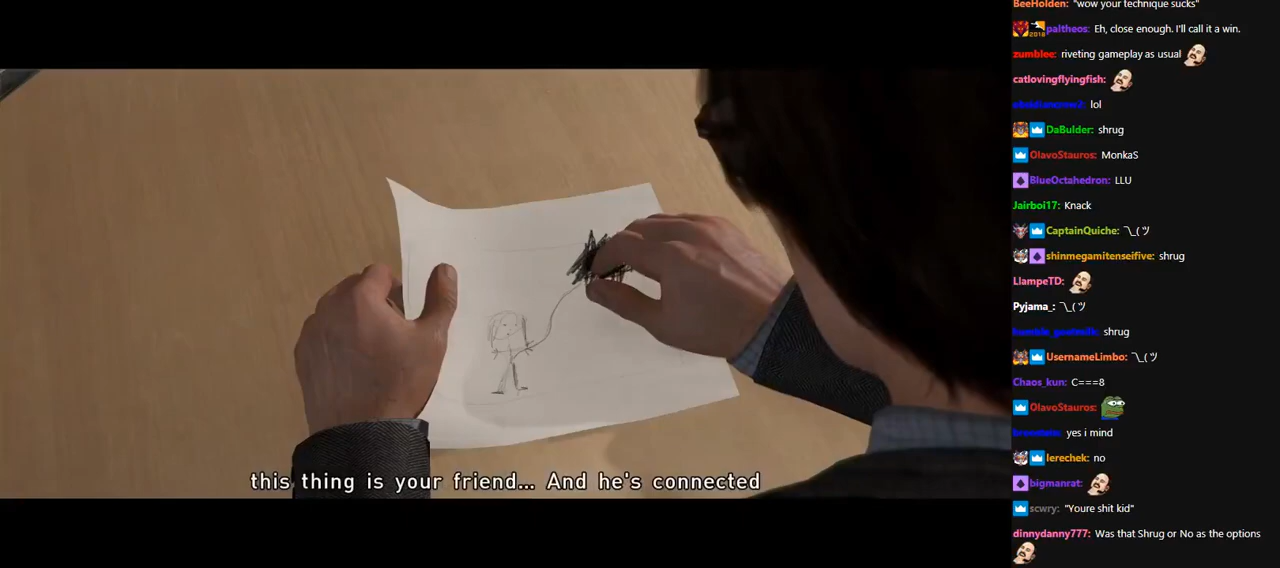 this thing is your friend... And he's connected
BeeHolden: "wow your technique sucks"
paltheos: Eh, close enough. I'll call it a win.
zumblee: riveting gameplay as usual
catlovingflyingfish:
lol
DaBulder: shrug
OlavoStauros: MonkaS
BlueOctahedron: LLU
Jairboi17: Knack
CaptainQuiche: ¯\_(ツ
shinmegamitenseifive: shrug
LlampeTD:
Pyjama_: ¯\_(ツ
shrug
UsernameLimbo: ¯\_(ツ
Chaos_kun: C===8
OlavoStauros:
yes i mind
lerechek: no
bigmanrat:
scwry: "Youre shit kid"
dinnydanny777: Was that Shrug or No as the options